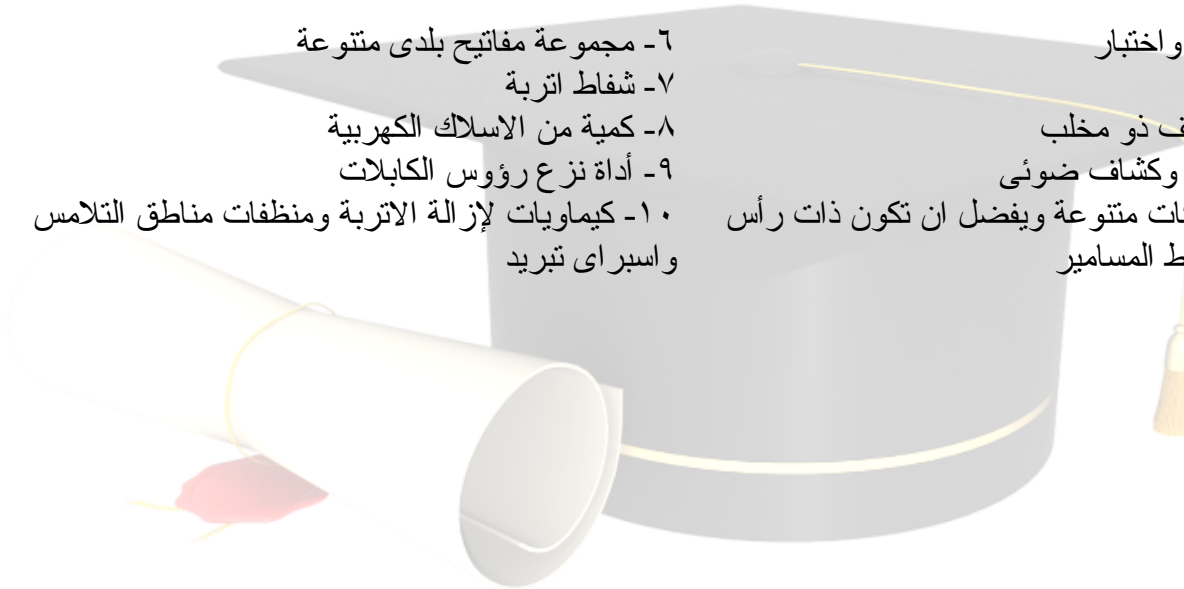 واختبار
ذو مخلب
وكشاف ضوئى
متنوعة ويفضل ان تكون ذات رأس
المسامير
٦- مجموعة مفاتيح بلدى متنوعة
٧- شفاط اتربة
٨- كمية من الاسلاك الكهربية
٩- أداة نزع رؤوس الكابلات
١٠- كيماويات لإزالة الاتربة ومنظفات مناطق التلامس
واسبراى تبريد